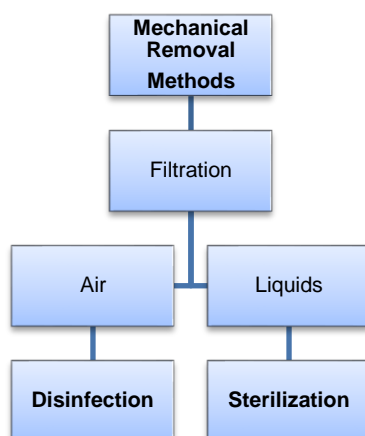 Mechanical
Removal
Methods
Filtration
Air
Liquids
Disinfection
Sterilization